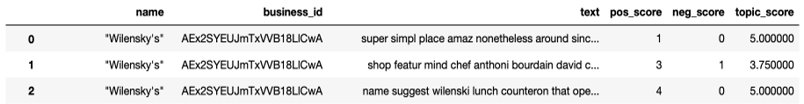 name business_id text pos_score neg_score topic_score
0 "Wilensky's" AEx2SYEUJmTxVVB18LlCwA super simpl place amaz nonetheless around sinc... 1 0 5.000000
1 "Wilensky's" AEx2SYEUJmTxVVB18LlCwA shop featur mind chef anthoni bourdain david c... 3 1 3.750000
2 "Wilensky's" AEx2SYEUJmTxVVB18LlCwA name suggest wilenski lunch counteron that ope... 4 0 5.000000